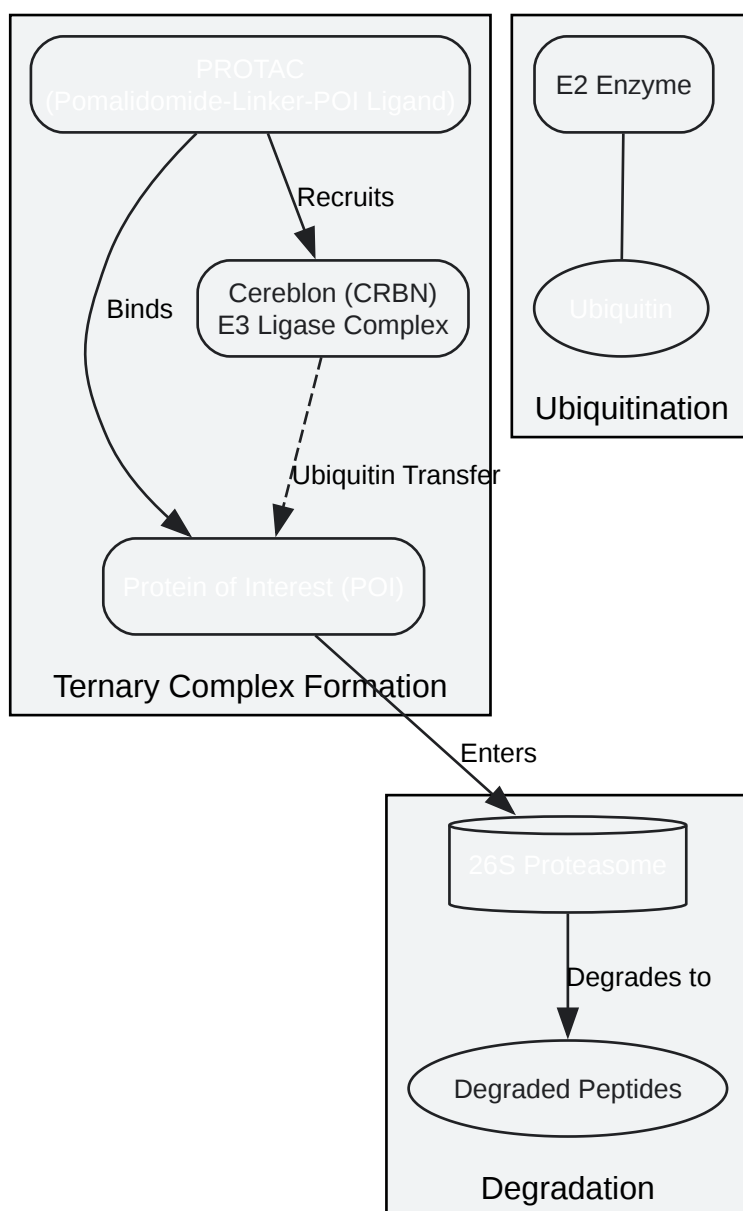 PROTAC
(Pomalidomide-Linker-POI Ligand)
Recruits
Cereblon (CRBN)
E3 Ligase Complex
Binds
Ubiquitin Transfer
Protein of Interest (POI)
Ternary Complex Formation
E2 Enzyme
Ubiquitin
Ubiquitination
Enters
26S Proteasome
Degrades to
Degraded Peptides
Degradation